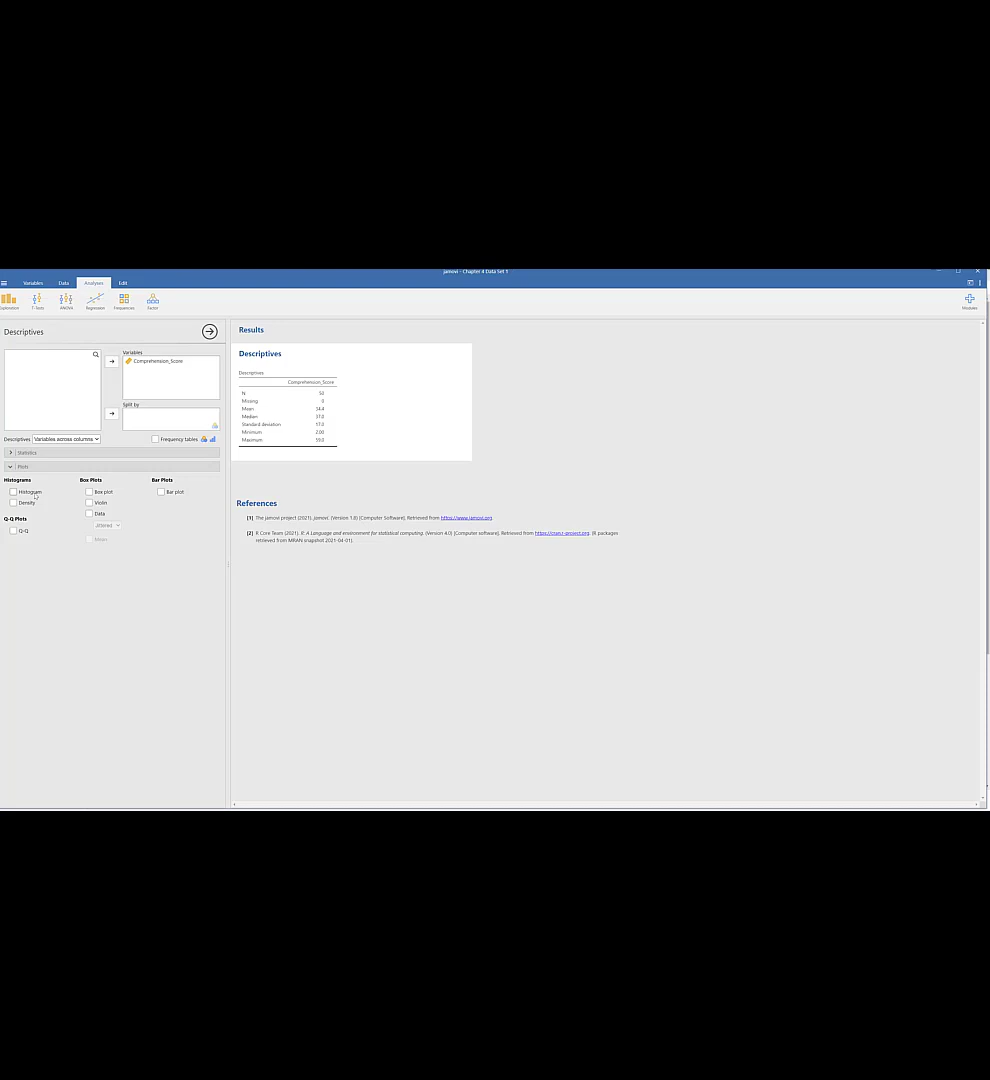 jamovi - Chapter 4 Data Set 1
Variables Data Analyses Edit
Exploration T-Tests ANOVA Regression Frequencies Factor Modules
Descriptives
Variables
Comprehension_Score
Split by
Descriptives Variables across columns Frequency tables
Statistics
Plots
Histograms Box Plots Bar Plots
Histogram Box plot Bar plot
Density Violin
Data
Q-Q Plots Jittered
Q-Q
Mean
Results
Descriptives
Descriptives
Comprehension_Score
N 50
Missing 0
Mean 34.4
Median 37.0
Standard deviation 17.0
Minimum 2.00
Maximum 59.0
References
[1] The jamovi project (2021). jamovi. (Version 1.8) [Computer Software]. Retrieved from https://www.jamovi.org.
[2] R Core Team (2021). R: A Language and environment for statistical computing. (Version 4.0) [Computer software]. Retrieved from https://cran.r-project.org. (R packages
retrieved from MRAN snapshot 2021-04-01).